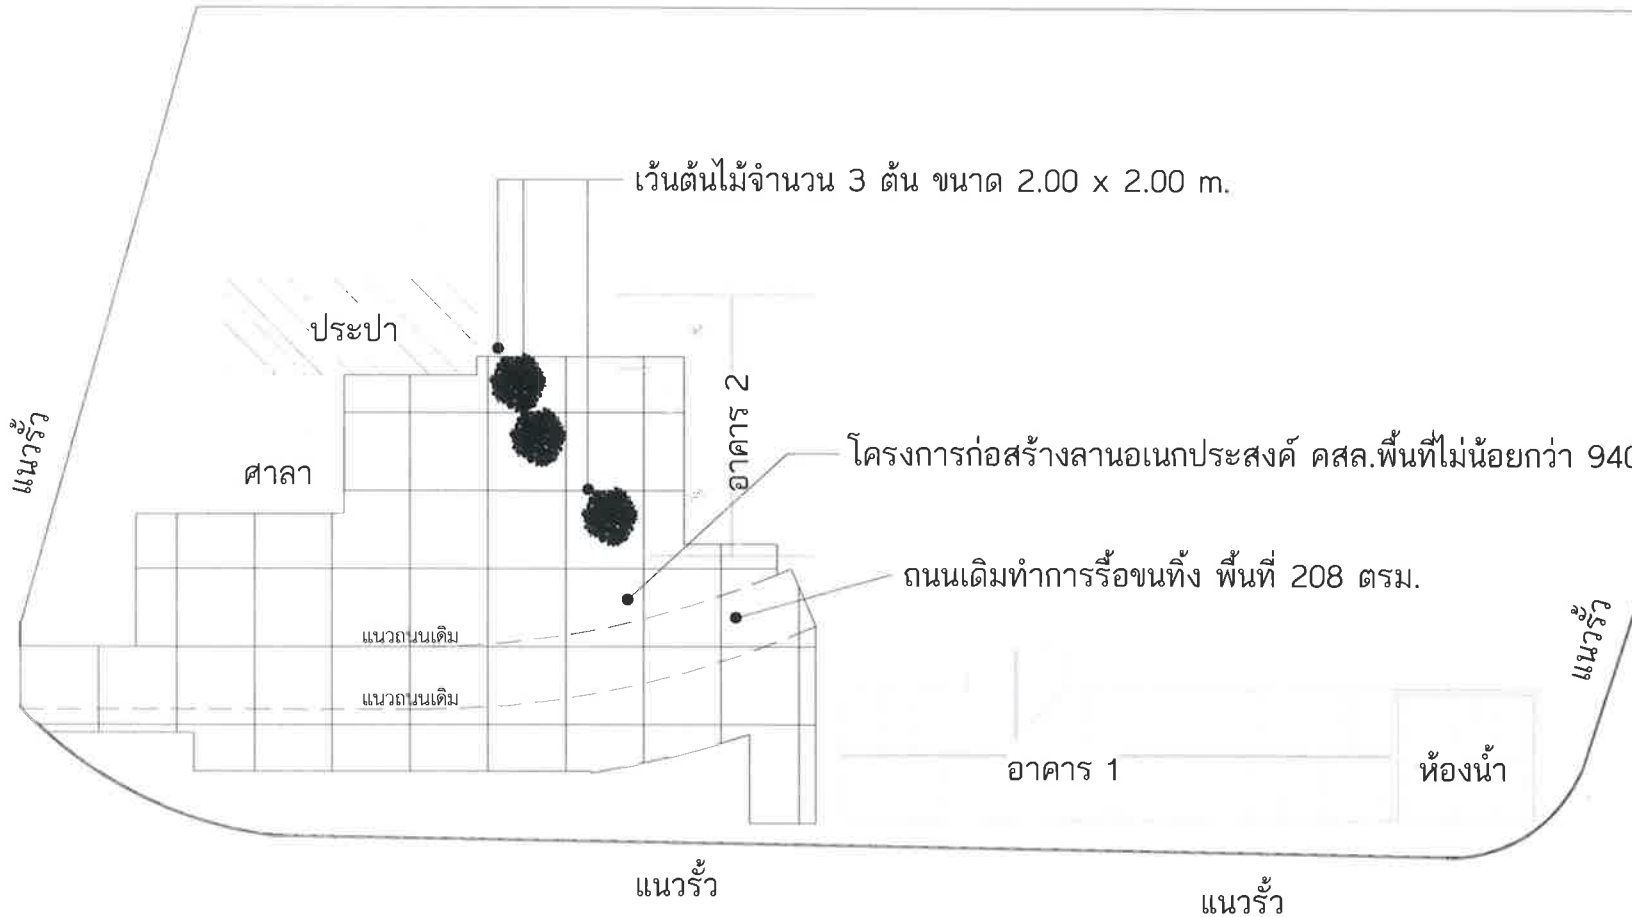 เว้นต้นไม้จำนวน 3 ต้น ขนาด 2.00 x 2.00 m.
ประปา
อาคาร 2
แนวรั้ว
ศาลา
โครงการก่อสร้างลานอเนกประสงค์ คสล.พื้นที่ไม่น้อยกว่า 940
ถนนเดิมทำการรื้อขนทิ้ง พื้นที่ 208 ตรม.
แนวถนนเดิม
แนวรั้ว
แนวถนนเดิม
อาคาร 1
ห้องน้ำ
แนวรั้ว
แนวรั้ว